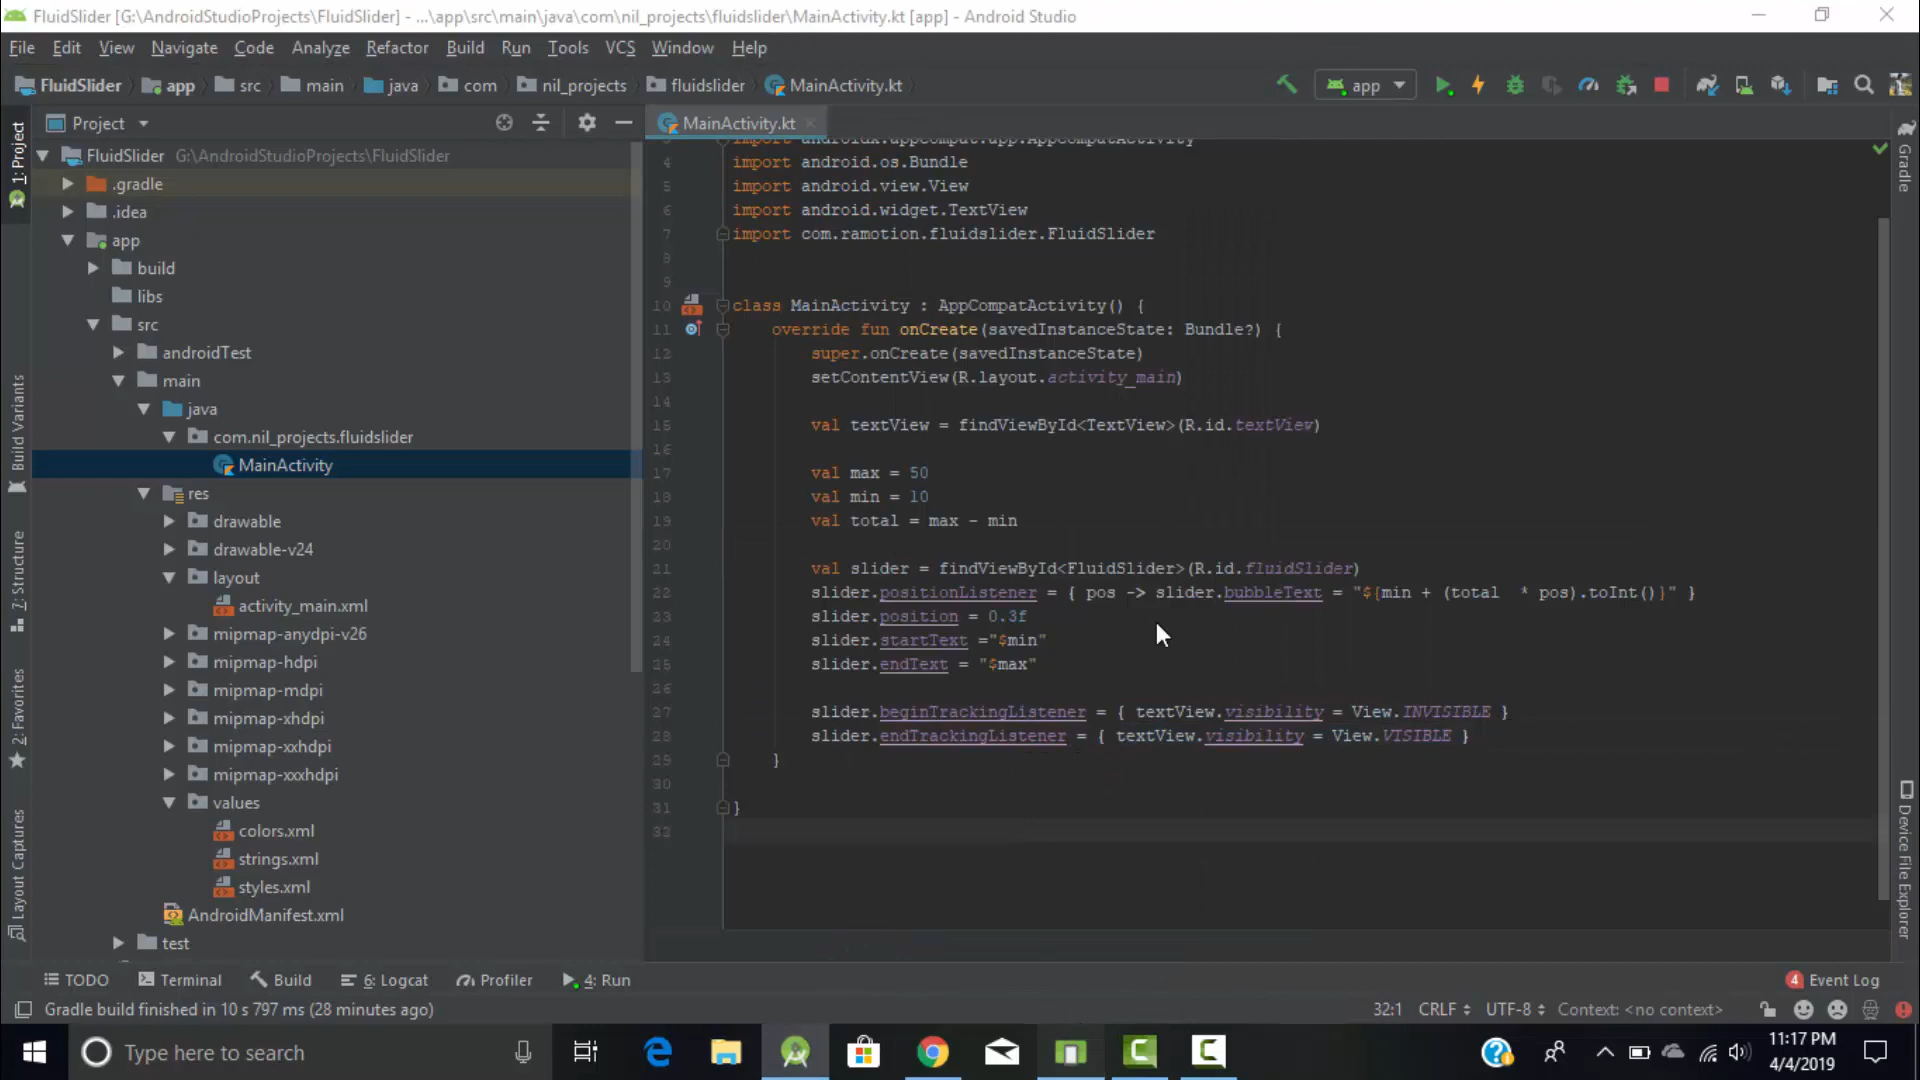 FluidSlider [G:\AndroidStudioProjects\FluidSlider] - ...\app\src\main\java\com\nil_projects\fluidslider\MainActivity.kt [app] - Android Studio
File Edit View Navigate Code Analyze Refactor Build Run Tools VCS Window Help
FluidSlider app src main java com nil_projects fluidslider MainActivity.kt app
Project
MainActivity.kt
1: Project
Build Variants
7: Structure
2: Favorites
Layout Captures
FluidSlider G:\AndroidStudioProjects\FluidSlider
.gradle
.idea
app
build
libs
src
androidTest
main
java
com.nil_projects.fluidslider
MainActivity
res
drawable
drawable-v24
layout
activity_main.xml
mipmap-anydpi-v26
mipmap-hdpi
mipmap-mdpi
mipmap-xhdpi
mipmap-xxhdpi
mipmap-xxxhdpi
values
colors.xml
strings.xml
styles.xml
AndroidManifest.xml
test
3 import androidx.appcompat.app.AppCompatActivity
4 import android.os.Bundle
5 import android.view.View
6 import android.widget.TextView
7 import com.ramotion.fluidslider.FluidSlider
8
9
10 class MainActivity : AppCompatActivity() {
11 override fun onCreate(savedInstanceState: Bundle?) {
12 super.onCreate(savedInstanceState)
13 setContentView(R.layout.activity_main)
14
15 val textView = findViewById<TextView>(R.id.textView)
16
17 val max = 50
18 val min = 10
19 val total = max - min
20
21 val slider = findViewById<FluidSlider>(R.id.fluidSlider)
22 slider.positionListener = { pos -> slider.bubbleText = "${min + (total  * pos).toInt()}" }
23 slider.position = 0.3f
24 slider.startText ="$min"
25 slider.endText = "$max"
26
27 slider.beginTrackingListener = { textView.visibility = View.INVISIBLE }
28 slider.endTrackingListener = { textView.visibility = View.VISIBLE }
29 }
30
31 }
32
Gradle
Device File Explorer
TODO Terminal Build 6: Logcat Profiler 4: Run 4 Event Log
Gradle build finished in 10 s 797 ms (28 minutes ago) 32:1 CRLF UTF-8 Context: <no context>
Type here to search
11:17 PM
4/4/2019